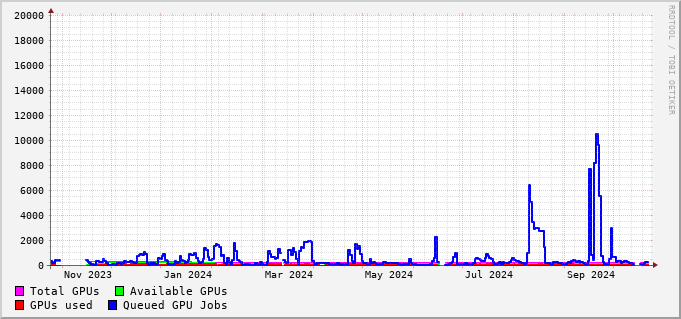 20000
18000
16000
14000
12000
10000
8000
6000
4000
2000
0
Nov 2023 Jan 2024 Mar 2024 May 2024 Jul 2024 Sep 2024
Total GPUs Available GPUs
GPUs used Queued GPU Jobs
RRDTOOL / TOBI OETIKER